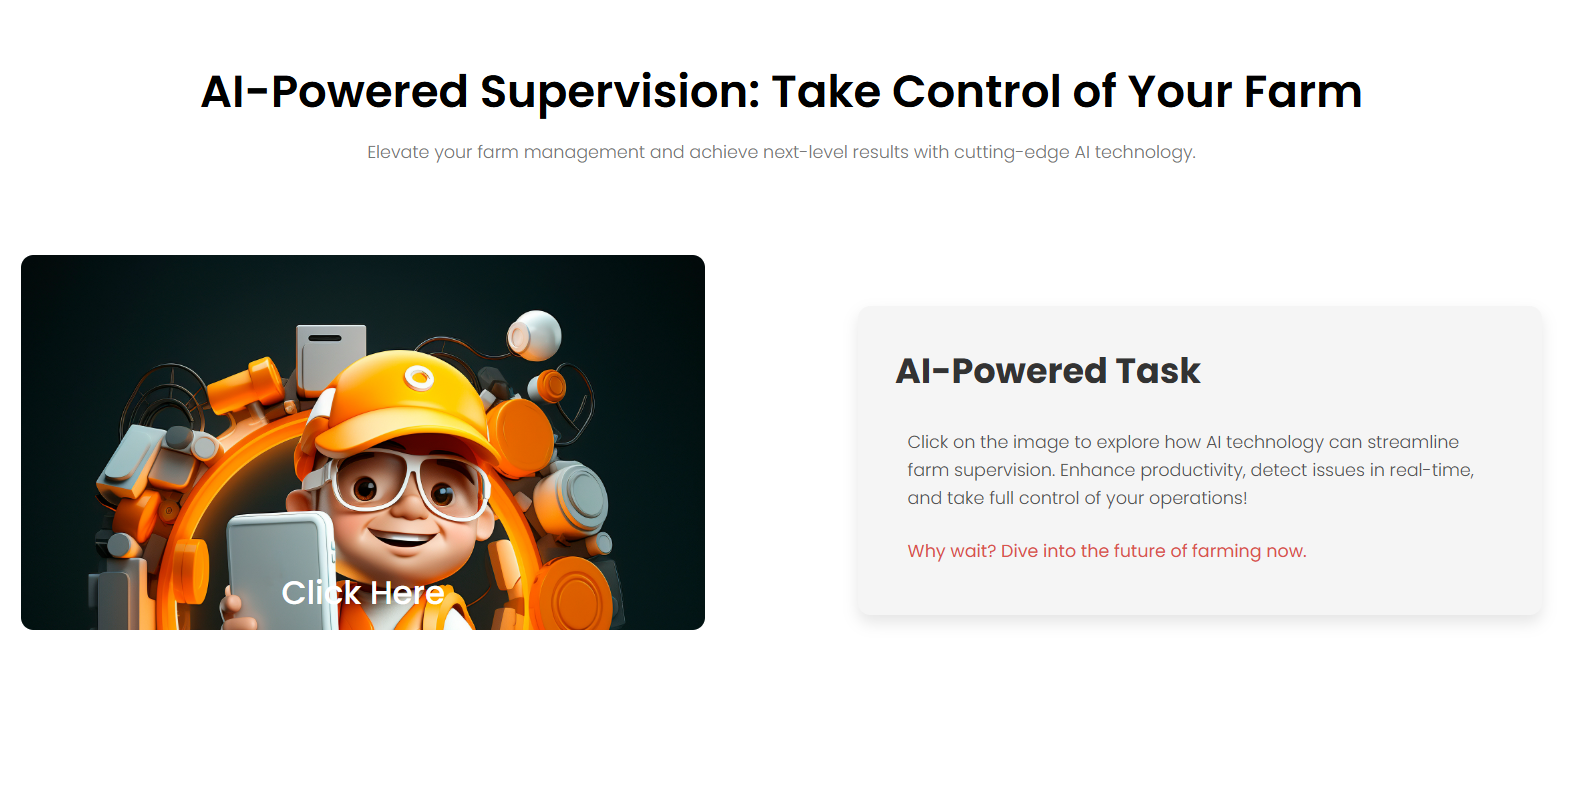 AI-Powered Supervision: Take Control of Your Farm
Elevate your farm management and achieve next-level results with cutting-edge AI technology.
Click Here
AI-Powered Task
Click on the image to explore how AI technology can streamline
farm supervision. Enhance productivity, detect issues in real-time,
and take full control of your operations!
Why wait? Dive into the future of farming now.